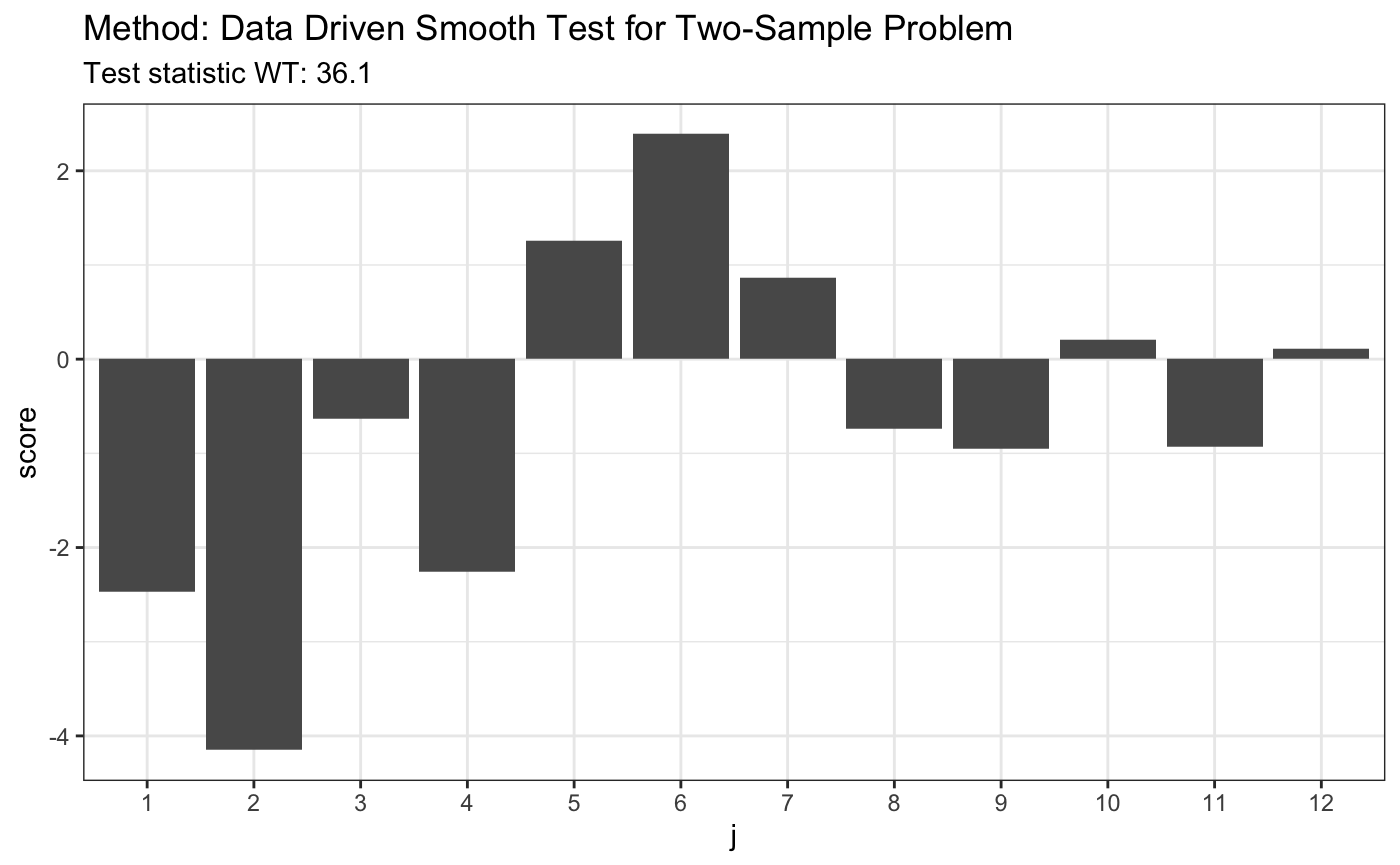 Method: Data Driven Smooth Test for Two-Sample Problem
Test statistic WT: 36.1
2
0
-2
-4
score
1 2 3 4 5 6 7 8 9 10 11 12
j